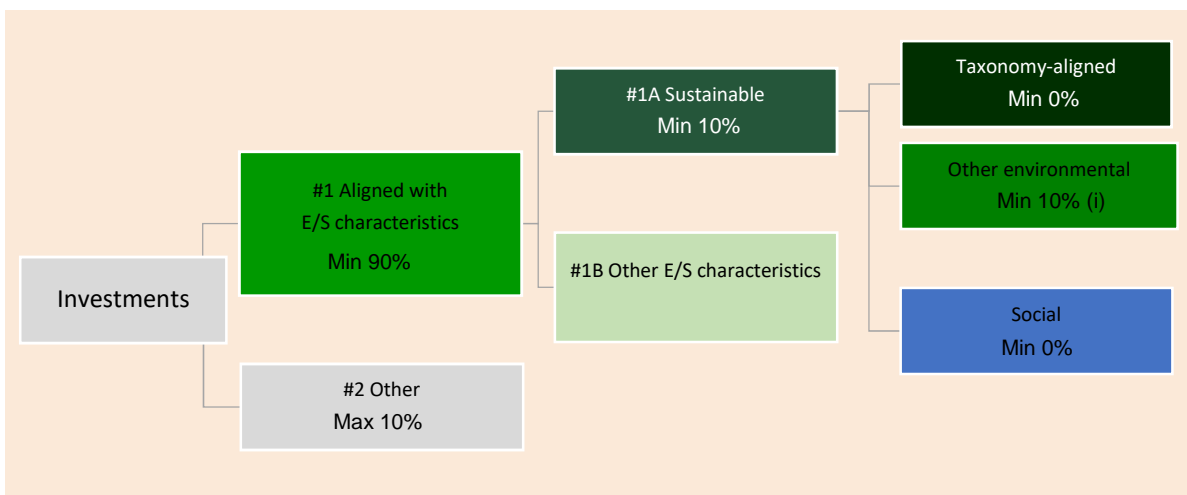 Investments
#1 Aligned with
E/S characteristics
Min 90%
#2 Other
Max 10%
#1A Sustainable
Min 10%
#1B Other E/S characteristics
Taxonomy-aligned
Min 0%
Other environmental
Min 10% (i)
Social
Min 0%